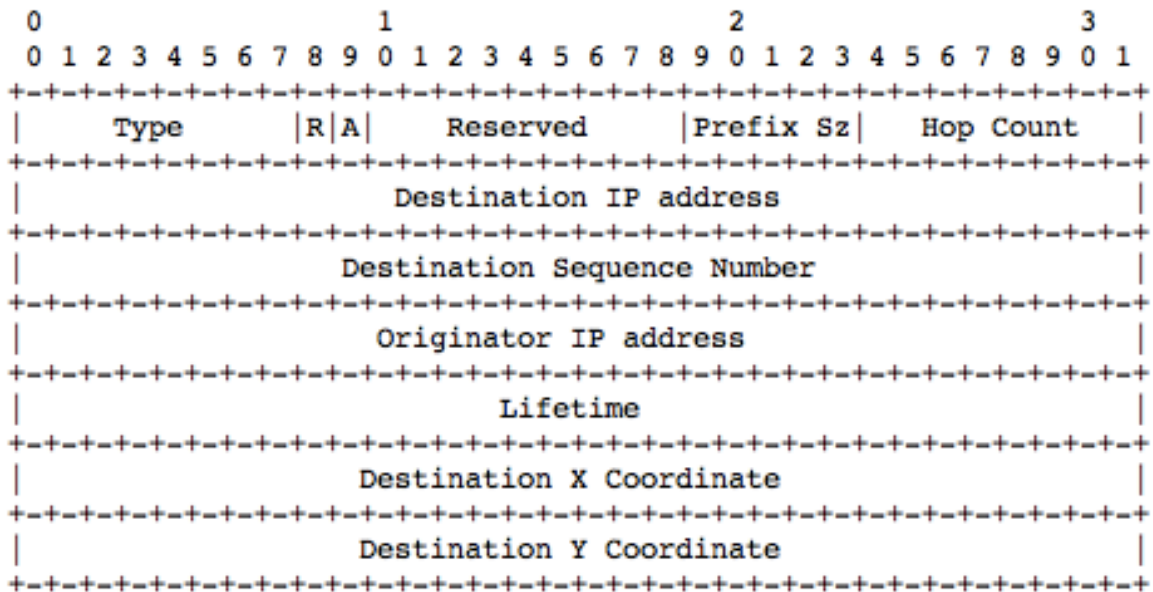 0                   1                   2                   3
 0 1 2 3 4 5 6 7 8 9 0 1 2 3 4 5 6 7 8 9 0 1 2 3 4 5 6 7 8 9 0 1
+-+-+-+-+-+-+-+-+-+-+-+-+-+-+-+-+-+-+-+-+-+-+-+-+-+-+-+-+-+-+-+-+
|     Type      |R|A|    Reserved     |Prefix Sz|   Hop Count   |
+-+-+-+-+-+-+-+-+-+-+-+-+-+-+-+-+-+-+-+-+-+-+-+-+-+-+-+-+-+-+-+-+
|                     Destination IP address                    |
+-+-+-+-+-+-+-+-+-+-+-+-+-+-+-+-+-+-+-+-+-+-+-+-+-+-+-+-+-+-+-+-+
|                  Destination Sequence Number                  |
+-+-+-+-+-+-+-+-+-+-+-+-+-+-+-+-+-+-+-+-+-+-+-+-+-+-+-+-+-+-+-+-+
|                    Originator IP address                      |
+-+-+-+-+-+-+-+-+-+-+-+-+-+-+-+-+-+-+-+-+-+-+-+-+-+-+-+-+-+-+-+-+
|                           Lifetime                            |
+-+-+-+-+-+-+-+-+-+-+-+-+-+-+-+-+-+-+-+-+-+-+-+-+-+-+-+-+-+-+-+-+
|                   Destination X Coordinate                    |
+-+-+-+-+-+-+-+-+-+-+-+-+-+-+-+-+-+-+-+-+-+-+-+-+-+-+-+-+-+-+-+-+
|                   Destination Y Coordinate                    |
+-+-+-+-+-+-+-+-+-+-+-+-+-+-+-+-+-+-+-+-+-+-+-+-+-+-+-+-+-+-+-+-+